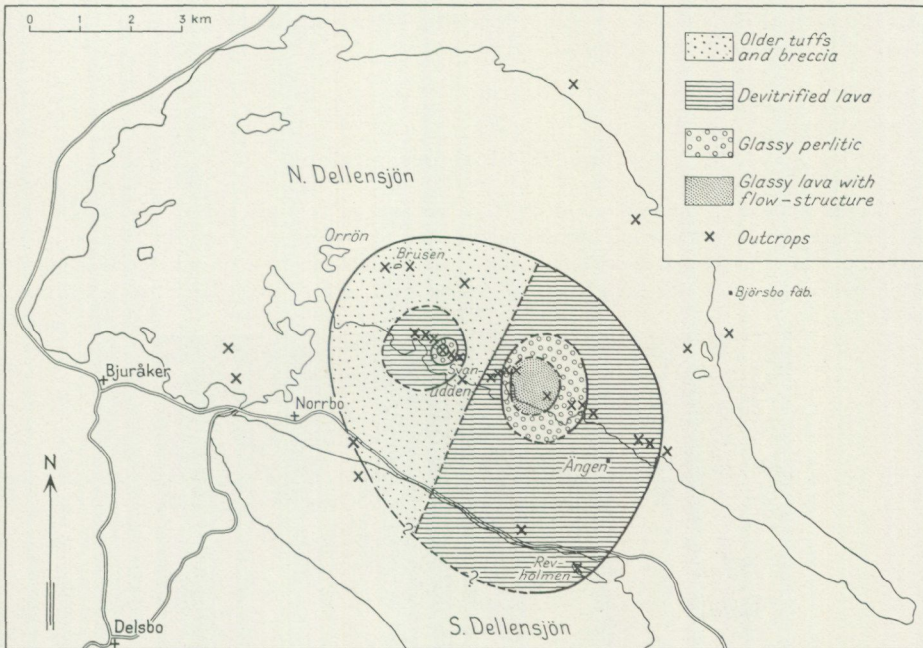 0 1 2 3 km
Older tuffs
and breccia
Devitrified lava
Glassy perlitic
Glassy lava with
flow-structure
x Outcrops
N. Dellensjön
Orrön
Brusen
Björsbo fäb.
Svan-
udden
Bjuråker
Norrbo
Ängen
N
?
?
Rev-
holmen
Delsbo
S. Dellensjön